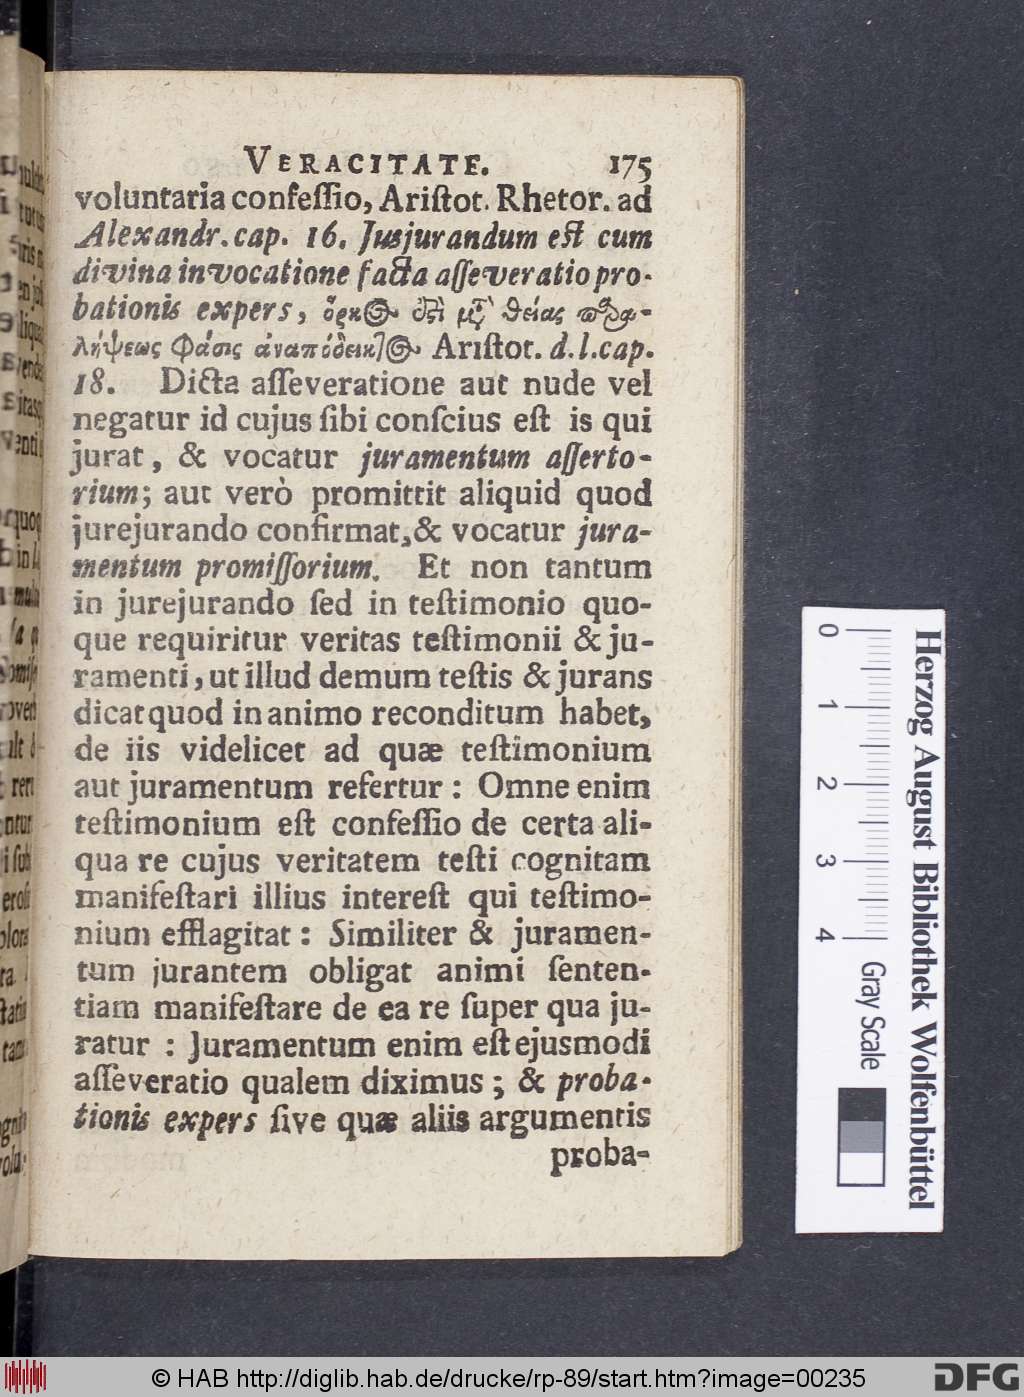 VERACITATE. 175
voluntaria confeſſio, Ariſtot. Rhetor. ad
Alexandr. cap. 16. Jusjurandum eſt cum
divina invocatione facta aſſeveratio pro-
bationis expers, ὅρκος ἐςὶ μετὰ θείας παρα-
λήψεως φάσις ἀναπόδεικτος Ariſtot. d. l. cap.
18. Dicta aſſeveratione aut nude vel
negatur id cujus ſibi conſcius eſt is qui
jurat, & vocatur juramentum aſſerto-
rium; aut verò promittit aliquid quod
jurejurando confirmat, & vocatur jura-
mentum promiſſorium. Et non tantum
in jurejurando ſed in teſtimonio quo-
que requiritur veritas teſtimonii & ju-
ramenti, ut illud demum teſtis & jurans
dicat quod in animo reconditum habet,
de iis videlicet ad quæ teſtimonium
aut juramentum refertur : Omne enim
teſtimonium eſt confeſſio de certa ali-
qua re cujus veritatem teſti cognitam
manifeſtari illius intereſt qui teſtimo-
nium efflagitat : Similiter & juramen-
tum jurantem obligat animi ſenten-
tiam manifeſtare de ea re ſuper qua ju-
ratur : Juramentum enim eſt ejusmodi
aſſeveratio qualem diximus ; & proba-
tionis expers ſive quæ aliis argumentis
proba-
0 1 2 3 4 Gray Scale
Herzog August Bibliothek Wolfenbüttel
© HAB http://diglib.hab.de/drucke/rp-89/start.htm?image=00235
DFG